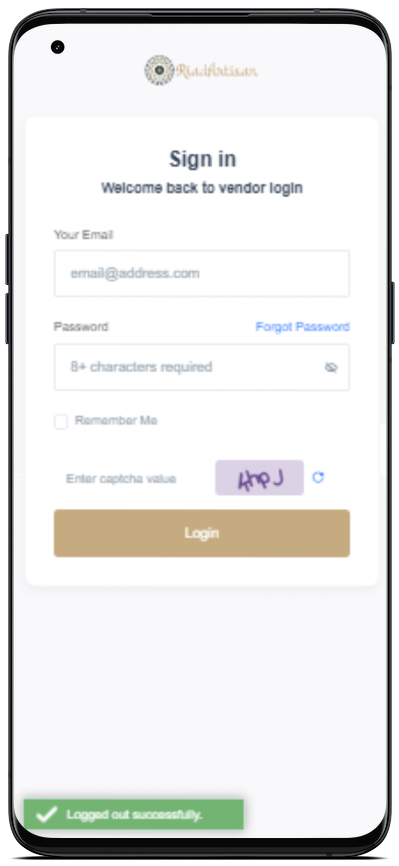 RiadArtisan
Sign in
Welcome back to vendor login
Your Email
email@address.com
Password Forgot Password
8+ characters required
Remember Me
Enter captcha value
Login
Logged out successfully.